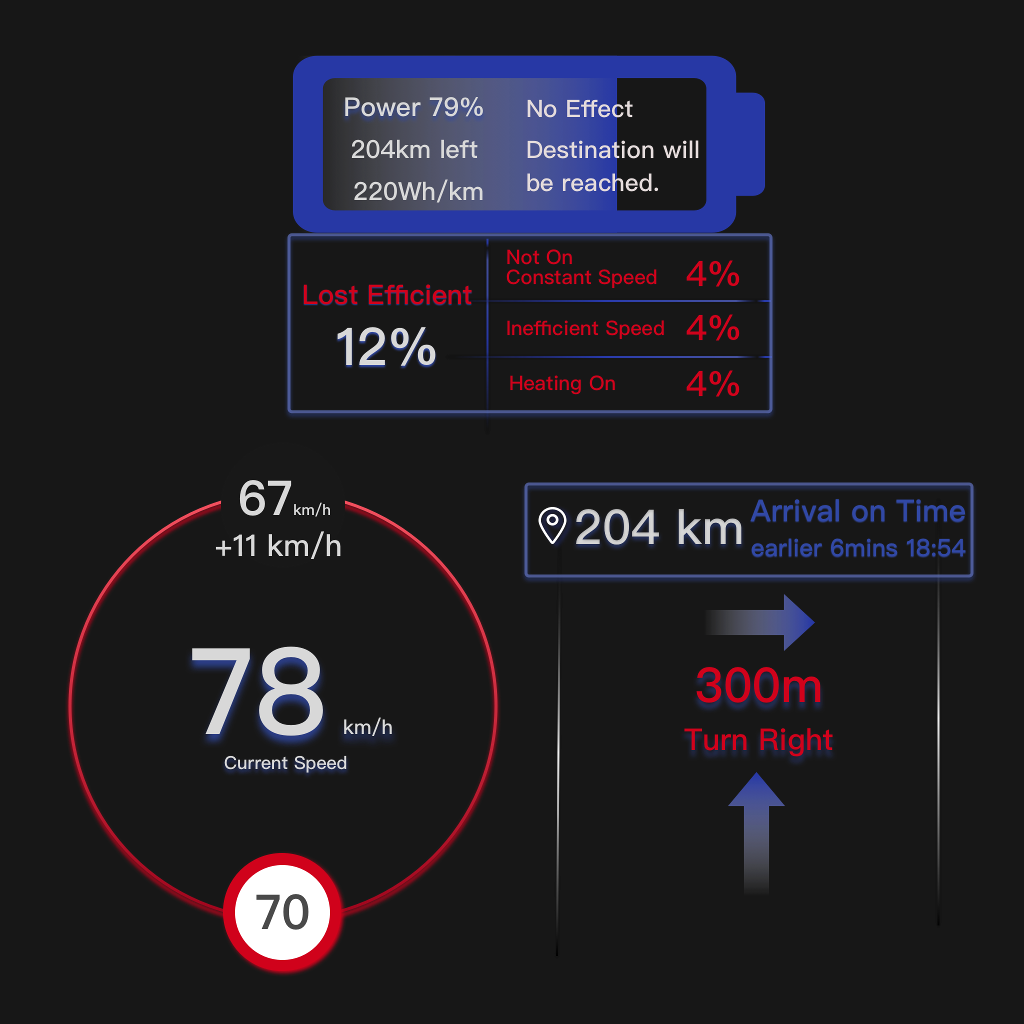 Power 79%
204km left
220Wh/km
No Effect
Destination will
be reached.
Lost Efficient
12%
Not On
Constant Speed 4%
Inefficient Speed 4%
Heating On 4%
67 km/h
+11 km/h
78 km/h
Current Speed
70
204 km
Arrival on Time
earlier 6mins 18:54
300m
Turn Right